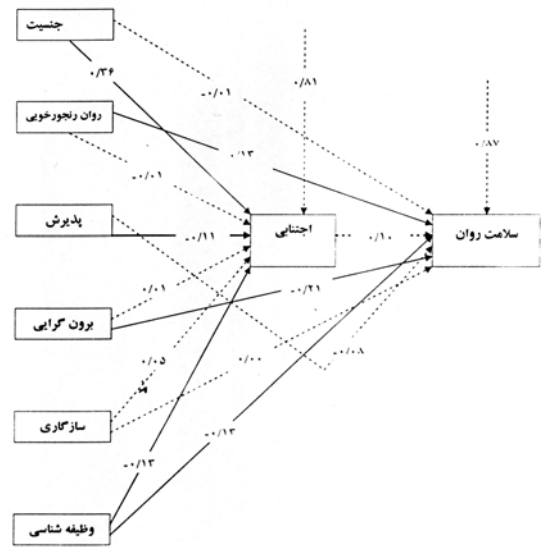 جنسیت
۰/۳۶
-۰/۰۱
۰/۸۱
۰/۸۷
روان رنجورخویی
۰/۱۳
-۰/۰۱
پذیرش
-۰/۱۱
اجتنابی
۰/۱۰
سلامت روان
برون گرایی
۰/۰۱
-۰/۲۱
۰/۰۵
۰/۰۰
-۰/۰۸
سازگاری
-۰/۱۳
-۰/۱۳
وظیفه شناسی